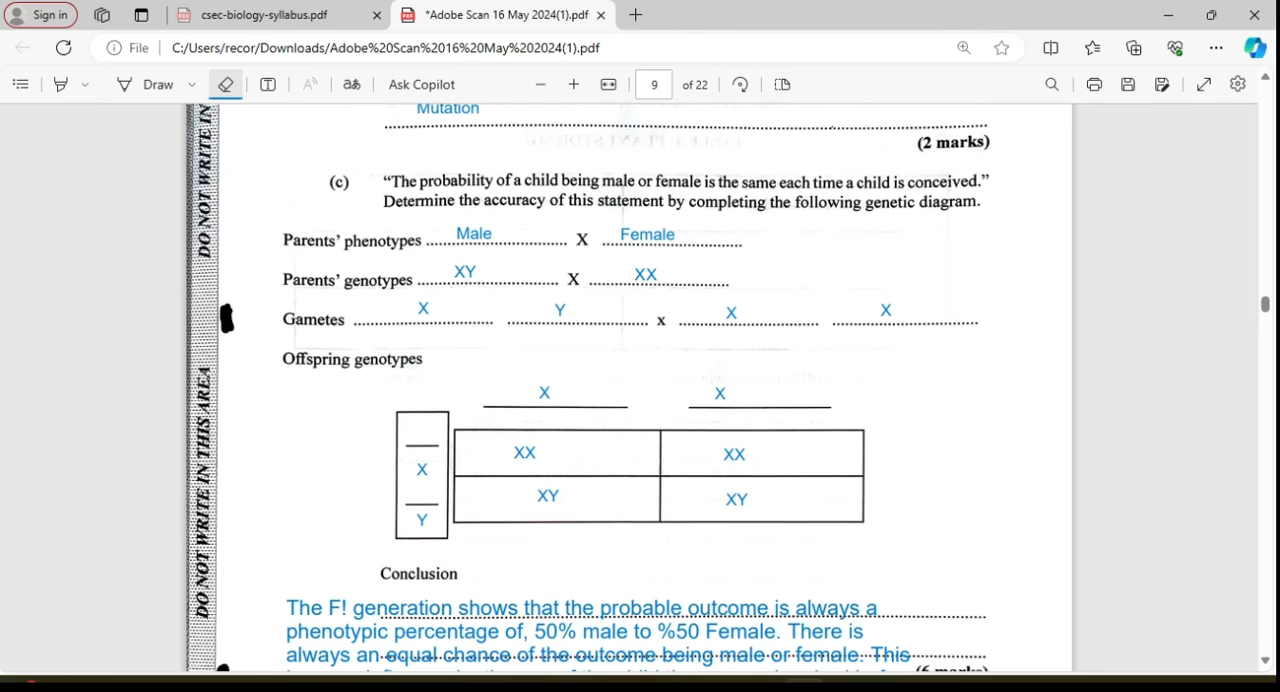 Sign in
csec-biology-syllabus.pdf
*Adobe Scan 16 May 2024(1).pdf
File
C:/Users/recor/Downloads/Adobe%20Scan%2016%20May%202024(1).pdf
Draw
Ask Copilot
9 of 22
Mutation
(2 marks)
(c) “The probability of a child being male or female is the same each time a child is conceived.”
Determine the accuracy of this statement by completing the following genetic diagram.
Parents’ phenotypes Male X Female
Parents’ genotypes XY X XX
Gametes X Y x X X
Offspring genotypes
X X
X XX XX
Y XY XY
Conclusion
The F! generation shows that the probable outcome is always a
phenotypic percentage of, 50% male to %50 Female. There is
always an equal chance of the outcome being male or female. This
DO NOT WRITE IN
DO NOT WRITE IN THIS AREA